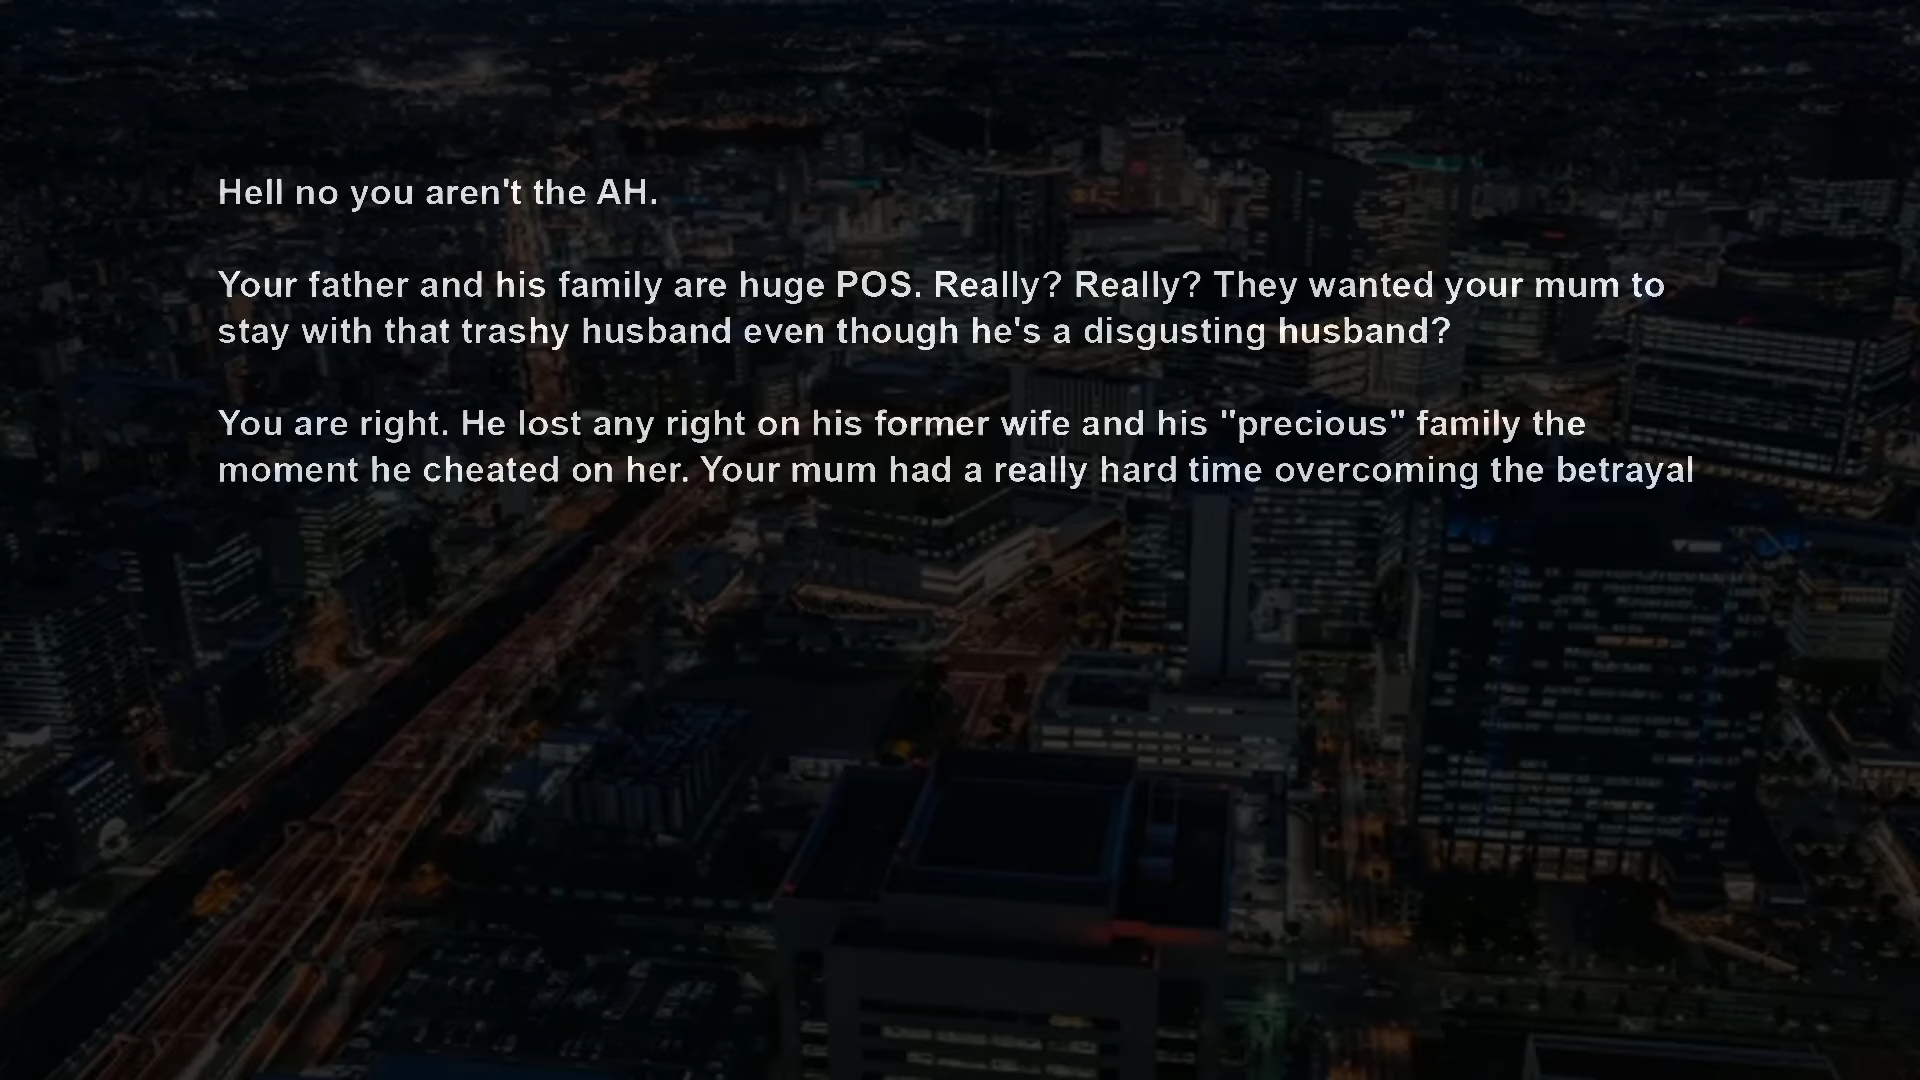 Hell no you aren't the AH.
Your father and his family are huge POS. Really? Really? They wanted your mum to
stay with that trashy husband even though he's a disgusting husband?
You are right. He lost any right on his former wife and his "precious" family the
moment he cheated on her. Your mum had a really hard time overcoming the betrayal